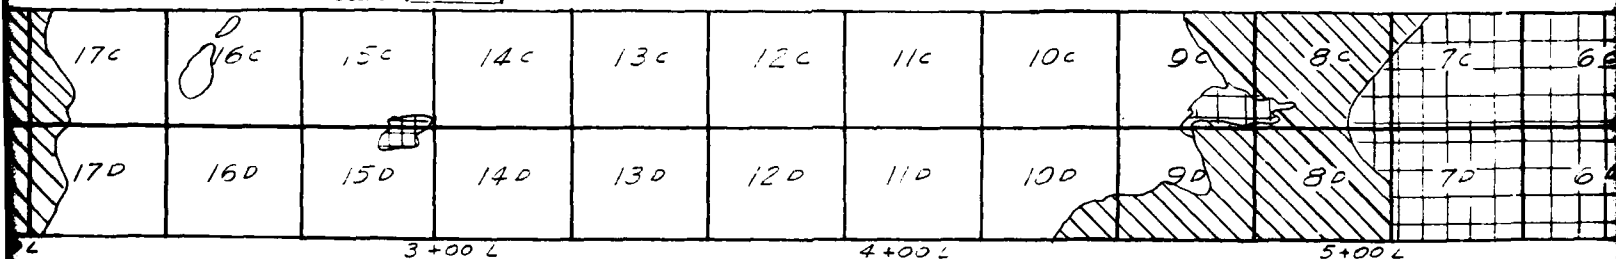 D
17C 16C 15C 14C 13C 12C 11C 10C 9C 8C 7C
17D 16D 15D 14D 13D 12D 11D 10D 9D 8D 7D 6
L 3+00 L 4+00 L 5+00 L